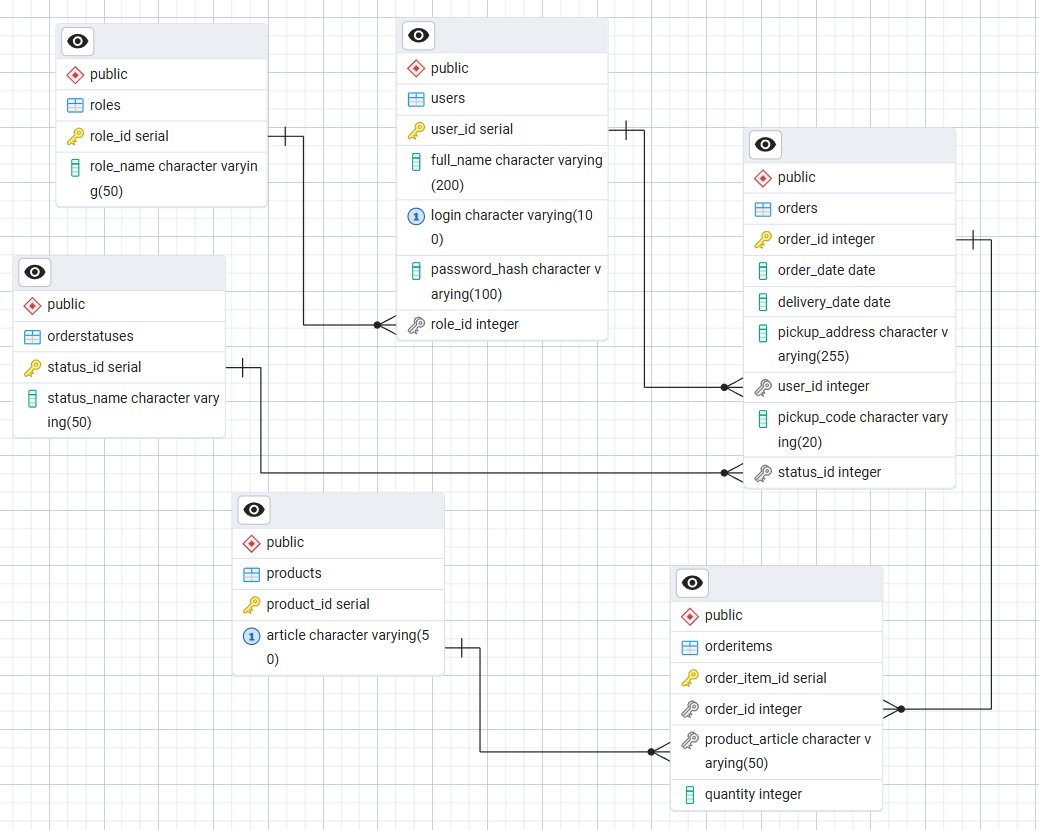 public
roles
role_id serial
role_name character varyin
g(50)
public
users
user_id serial
full_name character varying
(200)
1 login character varying(10
0)
password_hash character v
arying(100)
role_id integer
public
orders
order_id integer
order_date date
delivery_date date
pickup_address character v
arying(255)
user_id integer
pickup_code character vary
ing(20)
status_id integer
public
orderstatuses
status_id serial
status_name character vary
ing(50)
public
products
product_id serial
1 article character varying(5
0)
public
orderitems
order_item_id serial
order_id integer
product_article character v
arying(50)
quantity integer